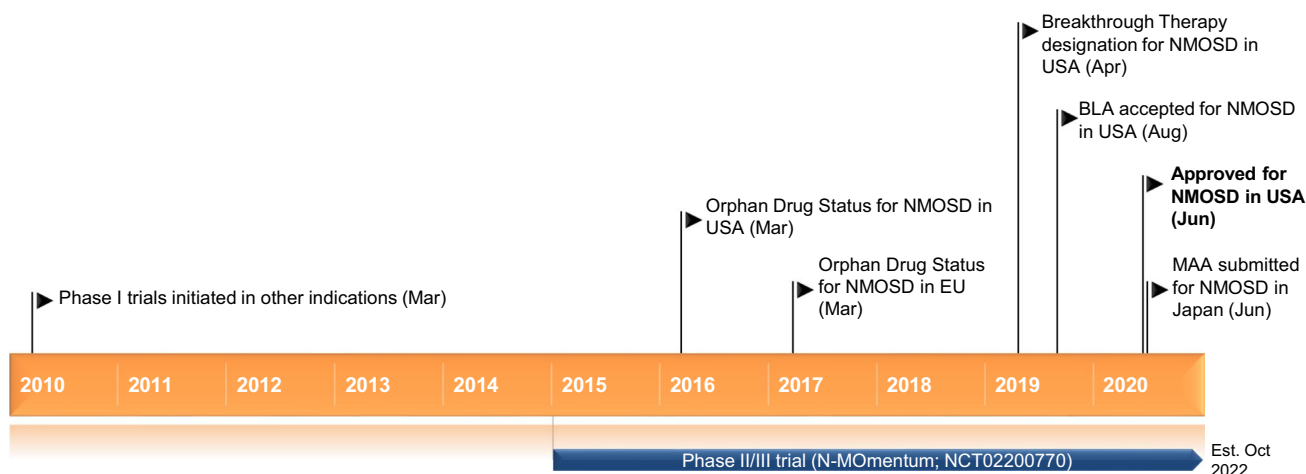 Breakthrough Therapy
designation for NMOSD in
USA (Apr)
BLA accepted for NMOSD
in USA (Aug)
Approved for
NMOSD in USA
(Jun)
Orphan Drug Status for NMOSD in
USA (Mar)
Orphan Drug Status
for NMOSD in EU
(Mar)
MAA submitted
for NMOSD in
Japan (Jun)
Phase I trials initiated in other indications (Mar)
2010 2011 2012 2013 2014 2015 2016 2017 2018 2019 2020
Phase II/III trial (N-MOmentum; NCT02200770)
Est. Oct
2022